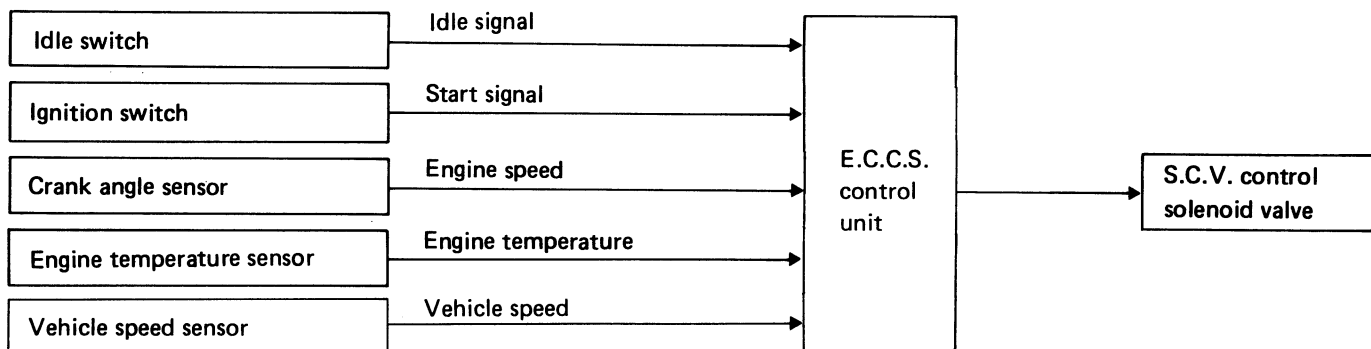 Idle switch
Idle signal
Ignition switch
Start signal
Crank angle sensor
Engine speed
Engine temperature sensor
Engine temperature
Vehicle speed sensor
Vehicle speed
E.C.C.S.
control
unit
S.C.V. control
solenoid valve